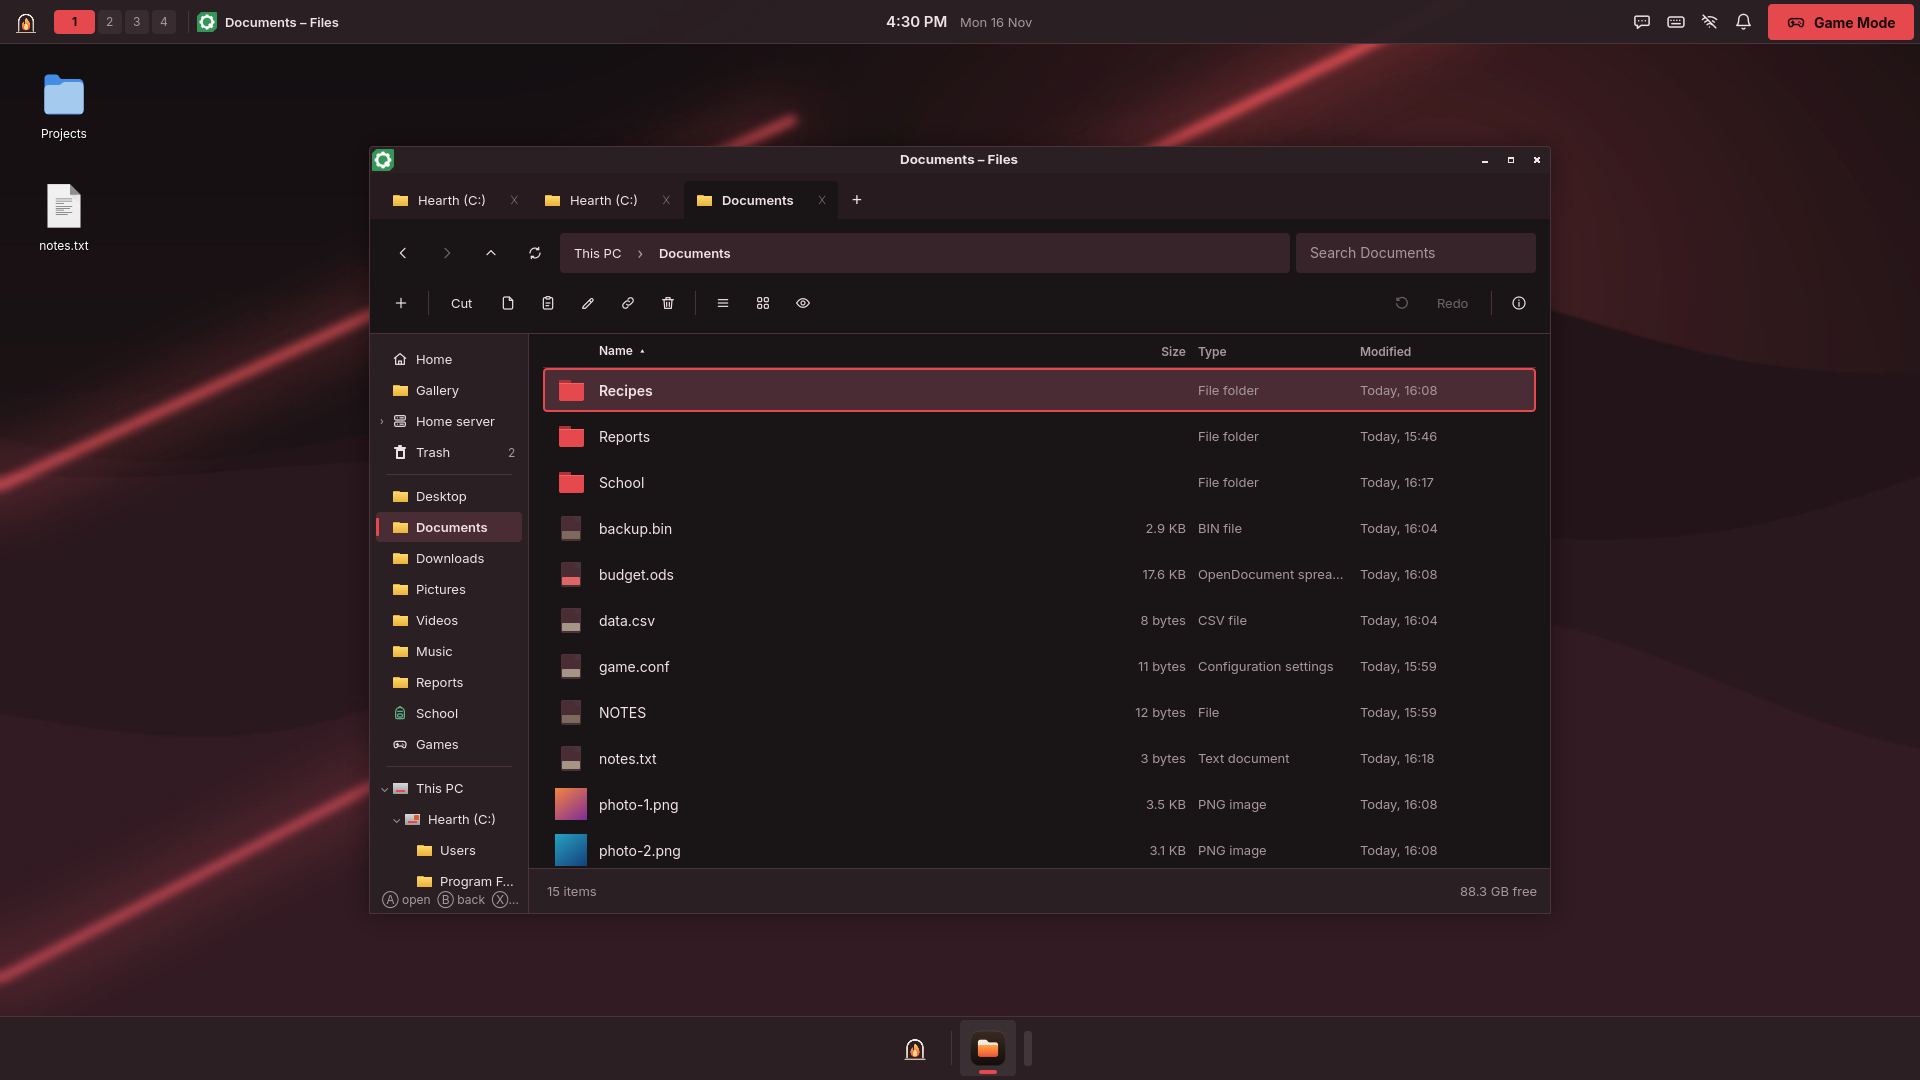 1 2 3 4 Documents – Files 4:30 PM Mon 16 Nov Game Mode
Projects
notes.txt
Documents – Files
Hearth (C:) X Hearth (C:) X Documents X +
This PC › Documents Search Documents
Cut Redo
Home
Gallery
Home server
Trash 2
Desktop
Documents
Downloads
Pictures
Videos
Music
Reports
School
Games
This PC
Hearth (C:)
Users
Program F...
A open B back X...
Name Size Type Modified
Recipes File folder Today, 16:08
Reports File folder Today, 15:46
School File folder Today, 16:17
backup.bin 2.9 KB BIN file Today, 16:04
budget.ods 17.6 KB OpenDocument sprea... Today, 16:08
data.csv 8 bytes CSV file Today, 16:04
game.conf 11 bytes Configuration settings Today, 15:59
NOTES 12 bytes File Today, 15:59
notes.txt 3 bytes Text document Today, 16:18
photo-1.png 3.5 KB PNG image Today, 16:08
photo-2.png 3.1 KB PNG image Today, 16:08
15 items 88.3 GB free